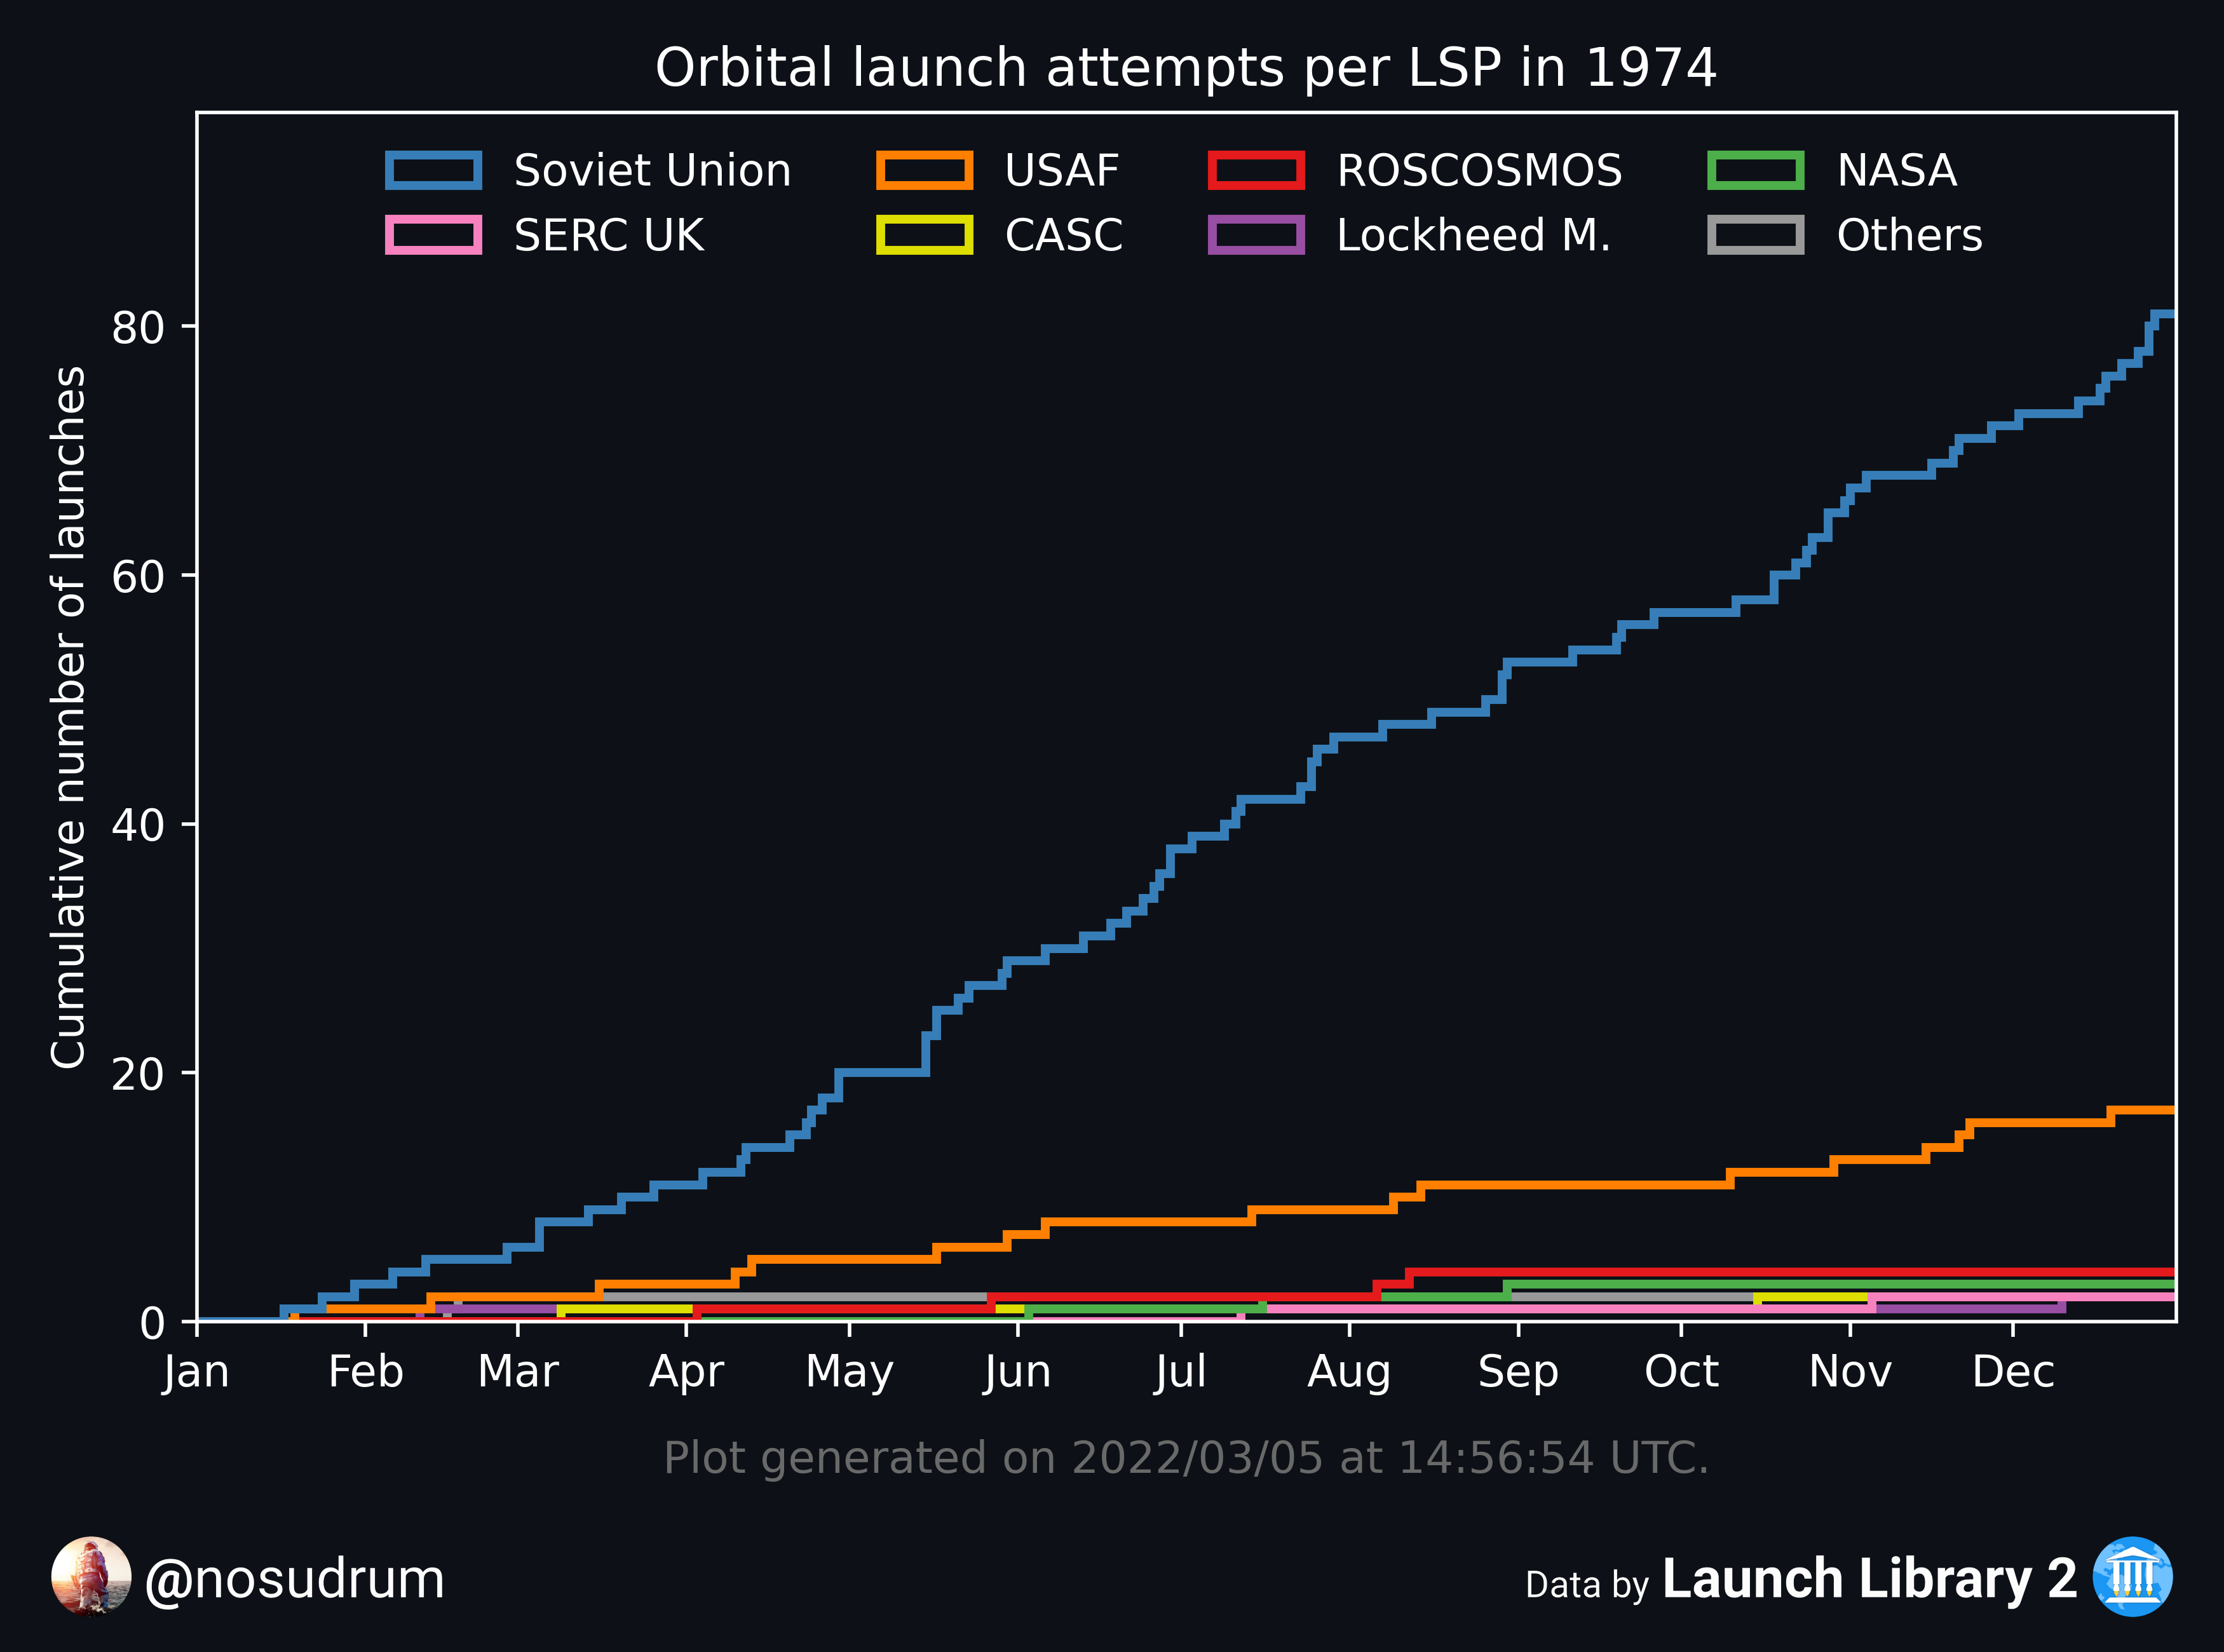 Orbital launch attempts per LSP in 1974
Soviet Union USAF ROSCOSMOS NASA
SERC UK CASC Lockheed M. Others
Cumulative number of launches
80
60
40
20
0
Jan Feb Mar Apr May Jun Jul Aug Sep Oct Nov Dec
Plot generated on 2022/03/05 at 14:56:54 UTC.
@nosudrum
Data by Launch Library 2